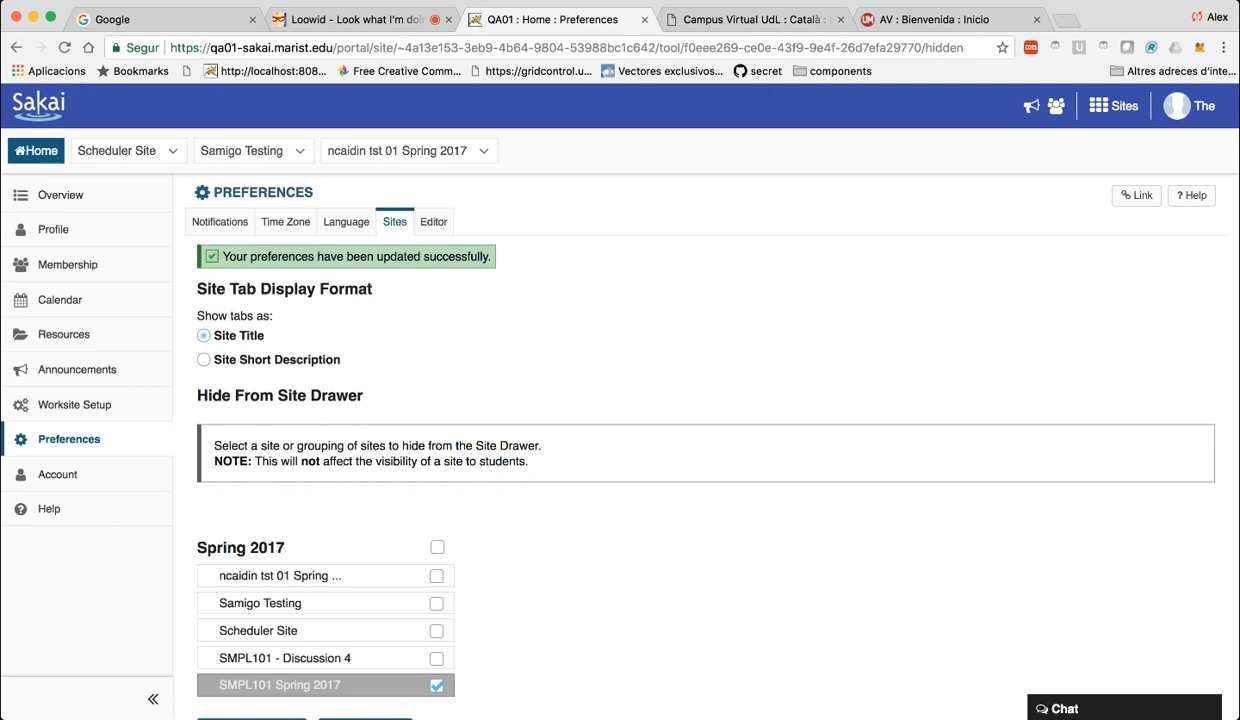 Google
Loowid - Look what I'm doin
QA01 : Home : Preferences
Campus Virtual UdL : Català :
AV : Bienvenida : Inicio
Alex
Segur
https://qa01-sakai.marist.edu/portal/site/~4a13e153-3eb9-4b64-9804-53988bc1c642/tool/f0eee269-ce0e-43f9-9e4f-26d7efa29770/hidden
Aplicacions
Bookmarks
http://localhost:808...
Free Creative Comm...
https://gridcontrol.u...
Vectores exclusivos...
secret
components
Altres adreces d'inte...
Sakai
Sites
The
Home
Scheduler Site
Samigo Testing
ncaidin tst 01 Spring 2017
Overview
Profile
Membership
Calendar
Resources
Announcements
Worksite Setup
Preferences
Account
Help
PREFERENCES
Link
? Help
Notifications
Time Zone
Language
Sites
Editor
Your preferences have been updated successfully.
Site Tab Display Format
Show tabs as:
Site Title
Site Short Description
Hide From Site Drawer
Select a site or grouping of sites to hide from the Site Drawer.
NOTE: This will not affect the visibility of a site to students.
Spring 2017
ncaidin tst 01 Spring ...
Samigo Testing
Scheduler Site
SMPL101 - Discussion 4
SMPL101 Spring 2017
Chat